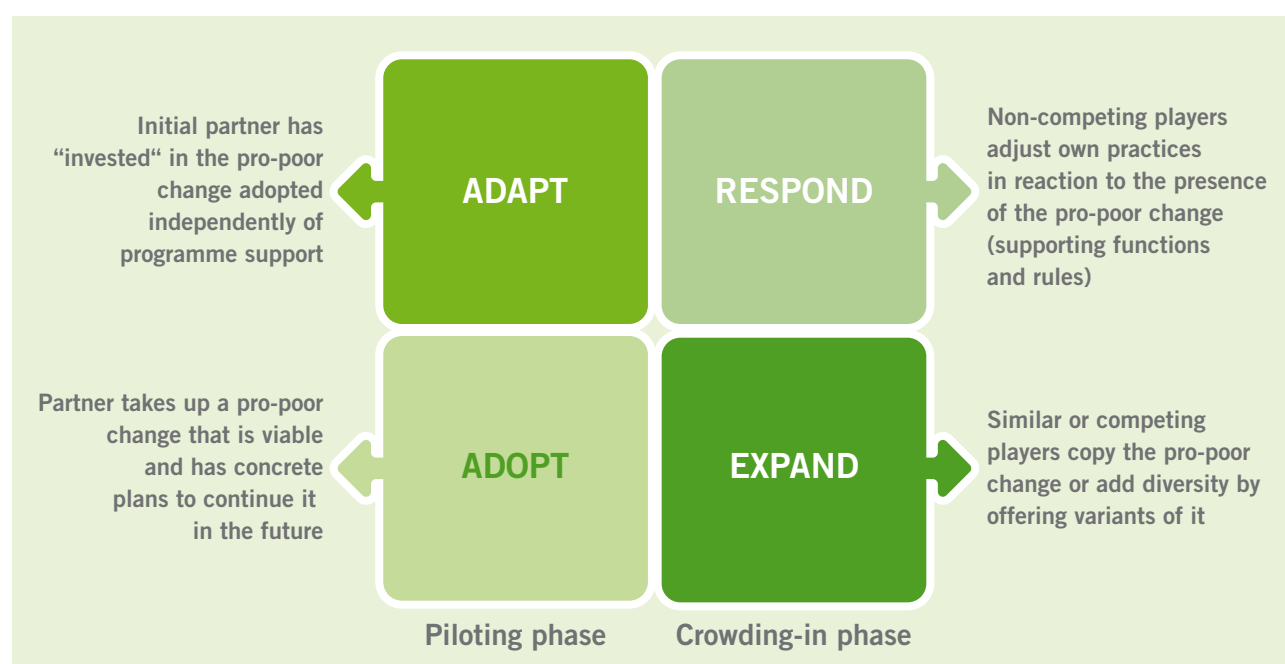 Initial partner has
“invested“ in the pro-poor
change adopted
independently of
programme support
ADAPT
RESPOND
Non-competing players
adjust own practices
in reaction to the presence
of the pro-poor change
(supporting functions
and rules)
Partner takes up a pro-poor
change that is viable
and has concrete
plans to continue it
in the future
ADOPT
EXPAND
Similar or competing
players copy the pro-poor
change or add diversity by
offering variants of it
Piloting phase
Crowding-in phase